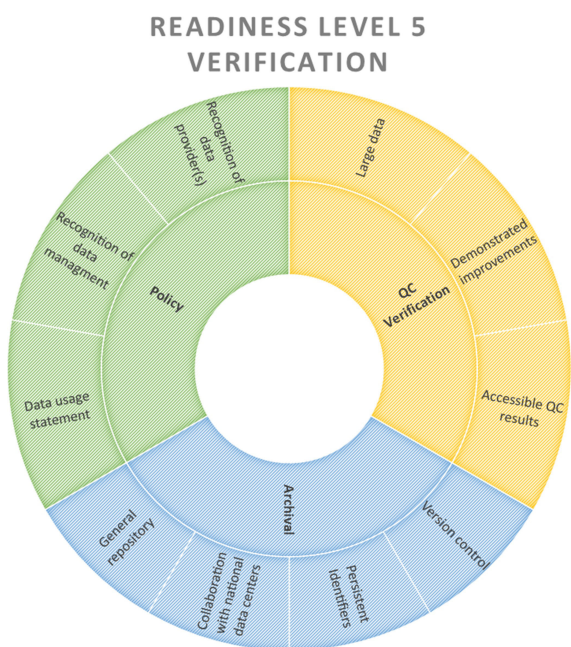 READINESS LEVEL 5
VERIFICATION
Large data
Demonstrated
improvements
Accessible QC
results
QC
Verification
Version control
Persistent
Identifiers
Collaboration
with national
data centers
General
repository
Archival
Data usage
statement
Recognition of
data
managment
Recognition of
data
provider(s)
Policy